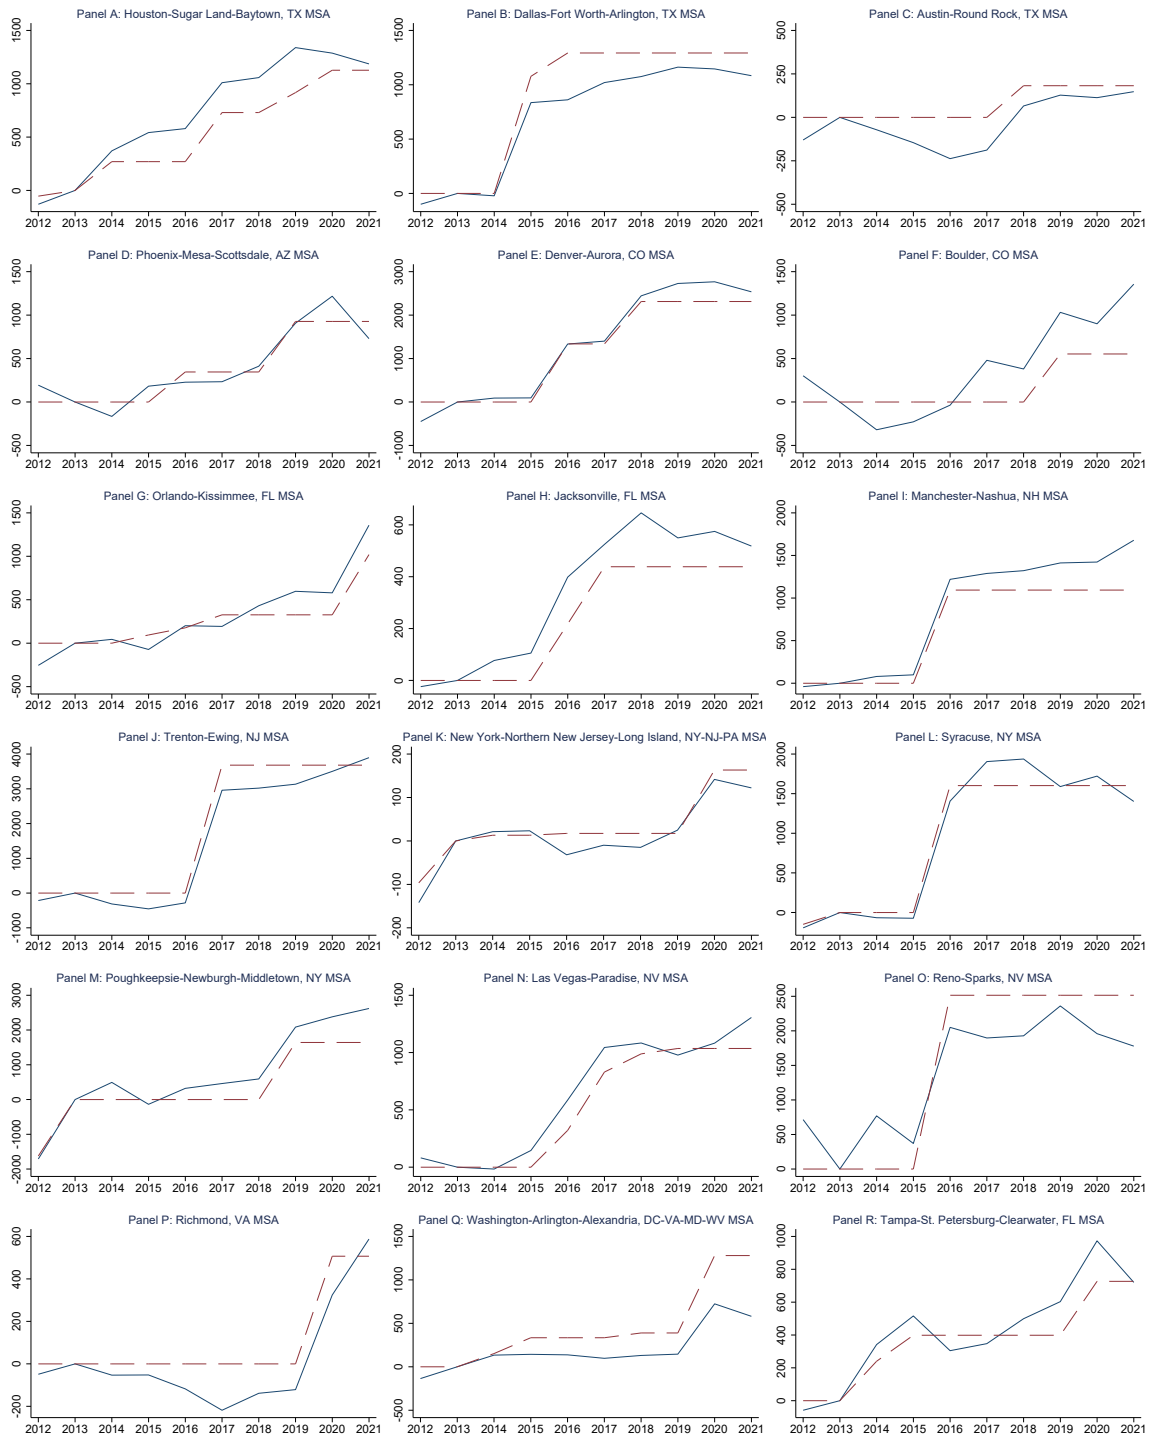 Panel A: Houston-Sugar Land-Baytown, TX MSA
1500
1000
500
0
2012 2013 2014 2015 2016 2017 2018 2019 2020 2021
Panel B: Dallas-Fort Worth-Arlington, TX MSA
1500
1000
500
0
2012 2013 2014 2015 2016 2017 2018 2019 2020 2021
Panel C: Austin-Round Rock, TX MSA
500
250
0
-250
-500
2012 2013 2014 2015 2016 2017 2018 2019 2020 2021
Panel D: Phoenix-Mesa-Scottsdale, AZ MSA
1500
1000
500
0
-500
2012 2013 2014 2015 2016 2017 2018 2019 2020 2021
Panel E: Denver-Aurora, CO MSA
3000
2000
1000
0
-1000
2012 2013 2014 2015 2016 2017 2018 2019 2020 2021
Panel F: Boulder, CO MSA
1500
1000
500
0
-500
2012 2013 2014 2015 2016 2017 2018 2019 2020 2021
Panel G: Orlando-Kissimmee, FL MSA
1500
1000
500
0
-500
2012 2013 2014 2015 2016 2017 2018 2019 2020 2021
Panel H: Jacksonville, FL MSA
600
400
200
0
2012 2013 2014 2015 2016 2017 2018 2019 2020 2021
Panel I: Manchester-Nashua, NH MSA
2000
1500
1000
500
0
2012 2013 2014 2015 2016 2017 2018 2019 2020 2021
Panel J: Trenton-Ewing, NJ MSA
4000
3000
2000
1000
0
-1000
2012 2013 2014 2015 2016 2017 2018 2019 2020 2021
Panel K: New York-Northern New Jersey-Long Island, NY-NJ-PA MSA
200
100
0
-100
-200
2012 2013 2014 2015 2016 2017 2018 2019 2020 2021
Panel L: Syracuse, NY MSA
2000
1500
1000
500
0
2012 2013 2014 2015 2016 2017 2018 2019 2020 2021
Panel M: Poughkeepsie-Newburgh-Middletown, NY MSA
3000
2000
1000
0
-1000
-2000
2012 2013 2014 2015 2016 2017 2018 2019 2020 2021
Panel N: Las Vegas-Paradise, NV MSA
1500
1000
500
0
2012 2013 2014 2015 2016 2017 2018 2019 2020 2021
Panel O: Reno-Sparks, NV MSA
2500
2000
1500
1000
500
0
2012 2013 2014 2015 2016 2017 2018 2019 2020 2021
Panel P: Richmond, VA MSA
600
400
200
0
-200
2012 2013 2014 2015 2016 2017 2018 2019 2020 2021
Panel Q: Washington-Arlington-Alexandria, DC-VA-MD-WV MSA
1500
1000
500
0
-500
2012 2013 2014 2015 2016 2017 2018 2019 2020 2021
Panel R: Tampa-St. Petersburg-Clearwater, FL MSA
1000
800
600
400
200
0
2012 2013 2014 2015 2016 2017 2018 2019 2020 2021